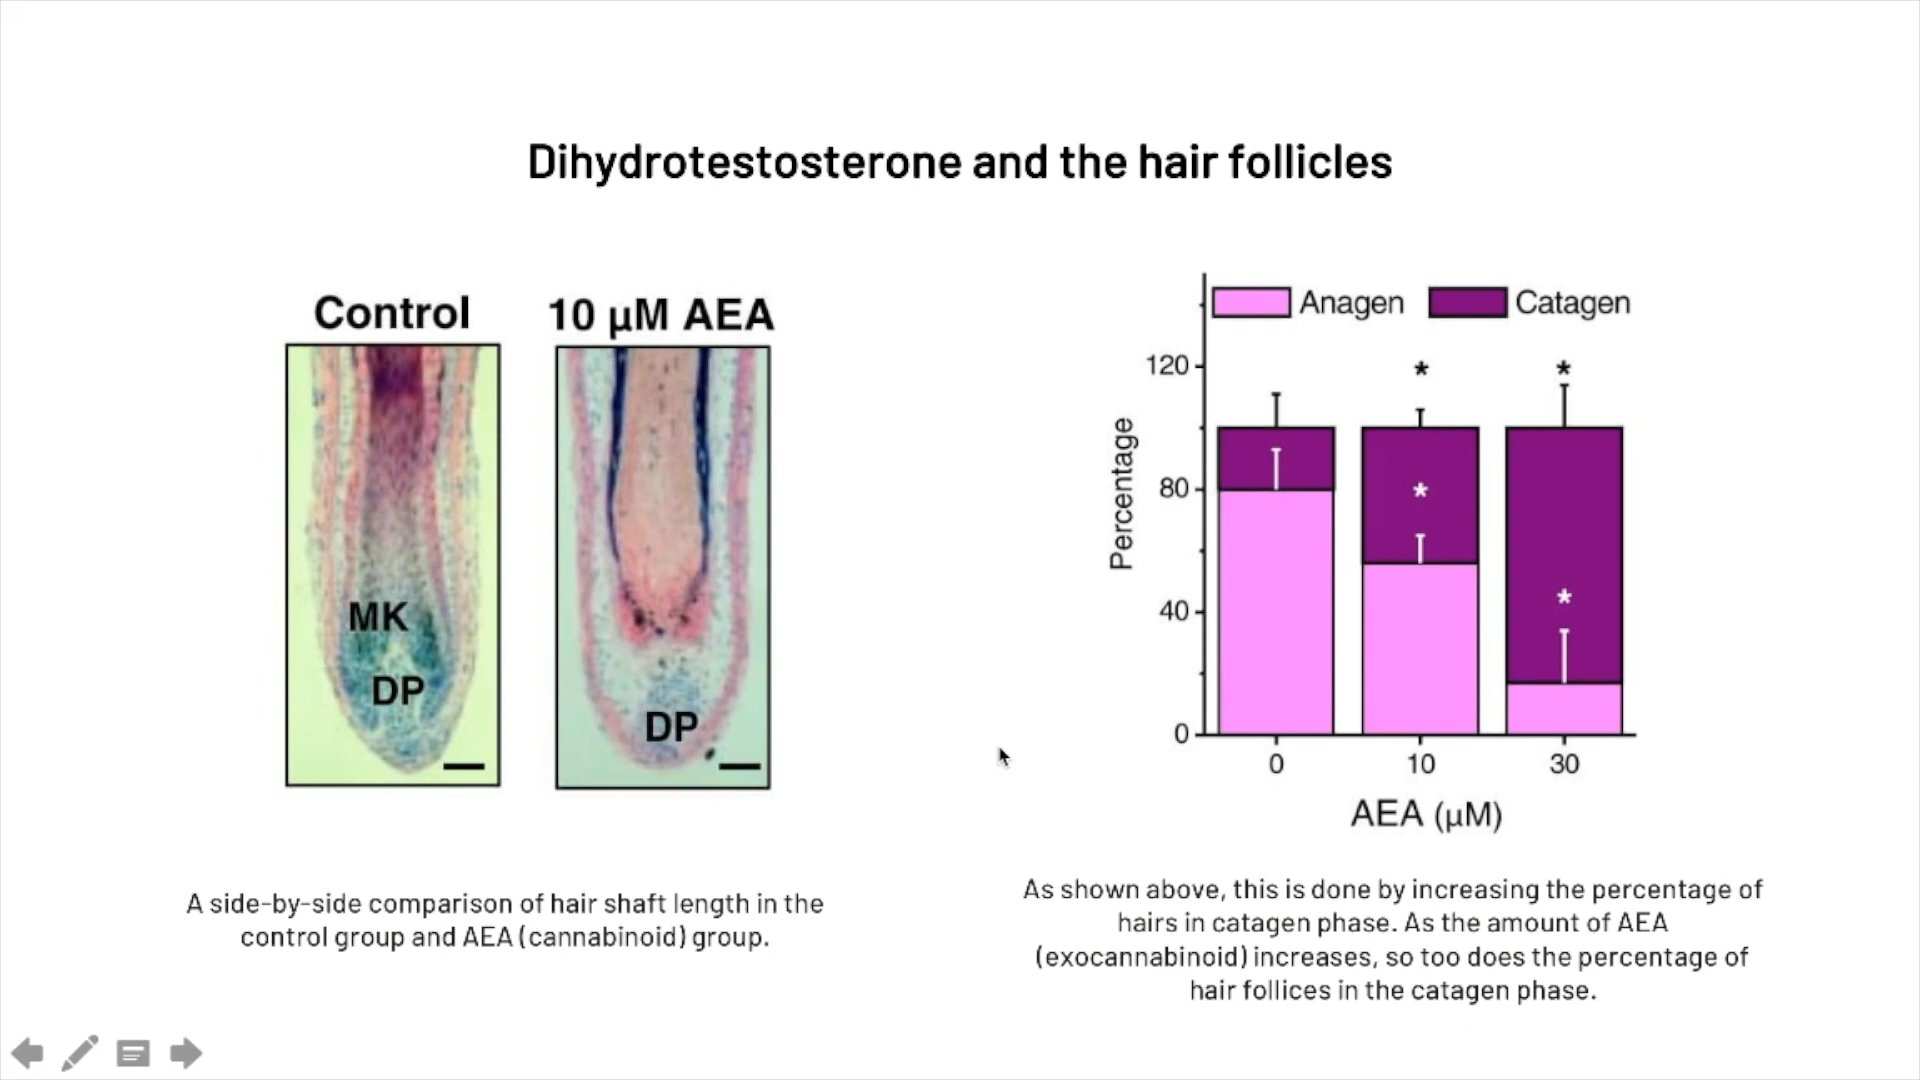 Dihydrotestosterone and the hair follicles
Control
10 µM AEA
MK
DP
DP
A side-by-side comparison of hair shaft length in the
control group and AEA (cannabinoid) group.
Anagen
Catagen
120
80
40
0
Percentage
*
*
*
*
0
10
30
AEA (µM)
As shown above, this is done by increasing the percentage of
hairs in catagen phase. As the amount of AEA
(exocannabinoid) increases, so too does the percentage of
hair follices in the catagen phase.